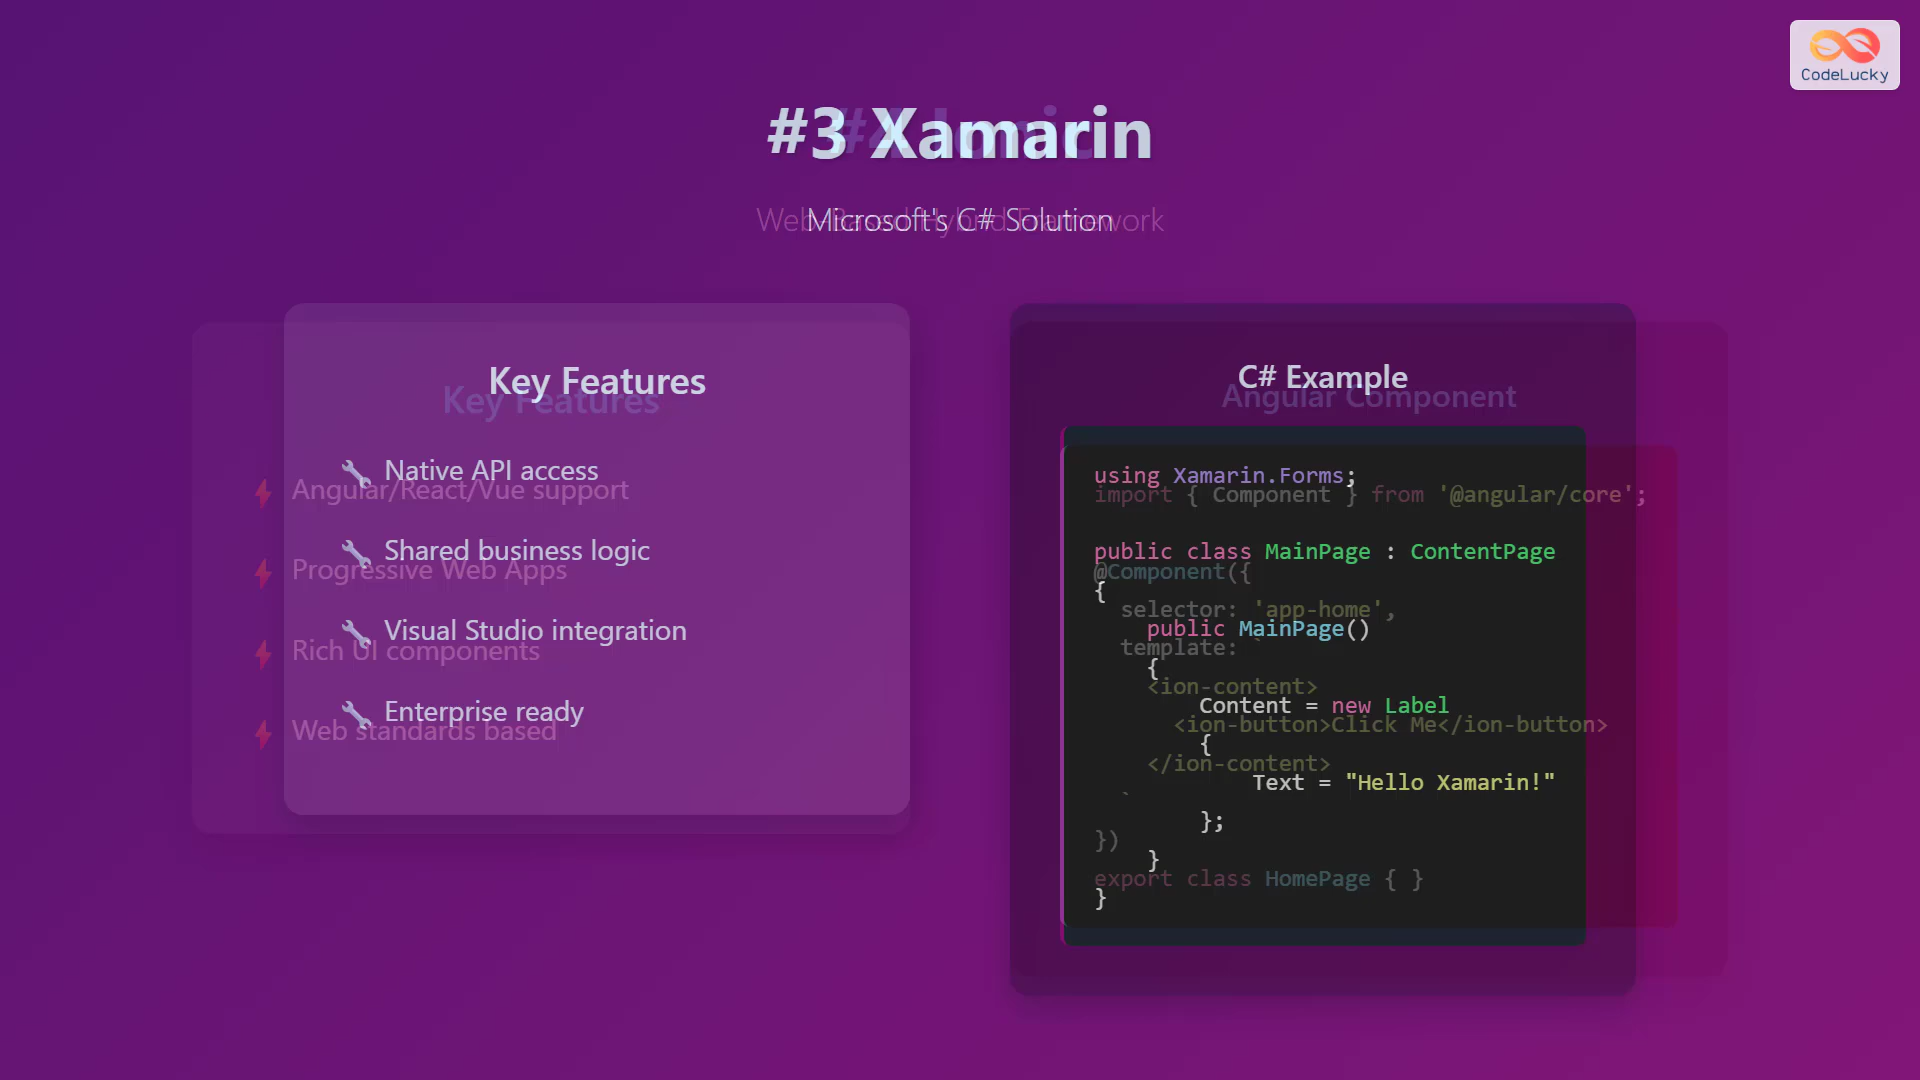 CodeLucky
#3 Xamarin
#4 Ionic
Microsoft's C# Solution
Web-Based Hybrid Framework
Key Features
Native API access
Shared business logic
Visual Studio integration
Enterprise ready
Key Features
Angular/React/Vue support
Progressive Web Apps
Rich UI components
Web standards based
C# Example
using Xamarin.Forms;
public class MainPage : ContentPage
{
    public MainPage()
    {
        Content = new Label
        {
            Text = "Hello Xamarin!"
        };
    }
}
Angular Component
import { Component } from '@angular/core';
@Component({
  selector: 'app-home',
  template: `
    <ion-content>
      <ion-button>Click Me</ion-button>
    </ion-content>
  `
})
export class HomePage { }